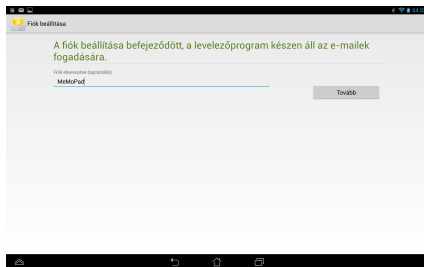 Fiók beállítása
A fiók beállítása befejeződött, a levelezőprogram készen áll az e-mailek
fogadására.
Fiók elnevezése (opcionális)
MeMoPad
Tovább